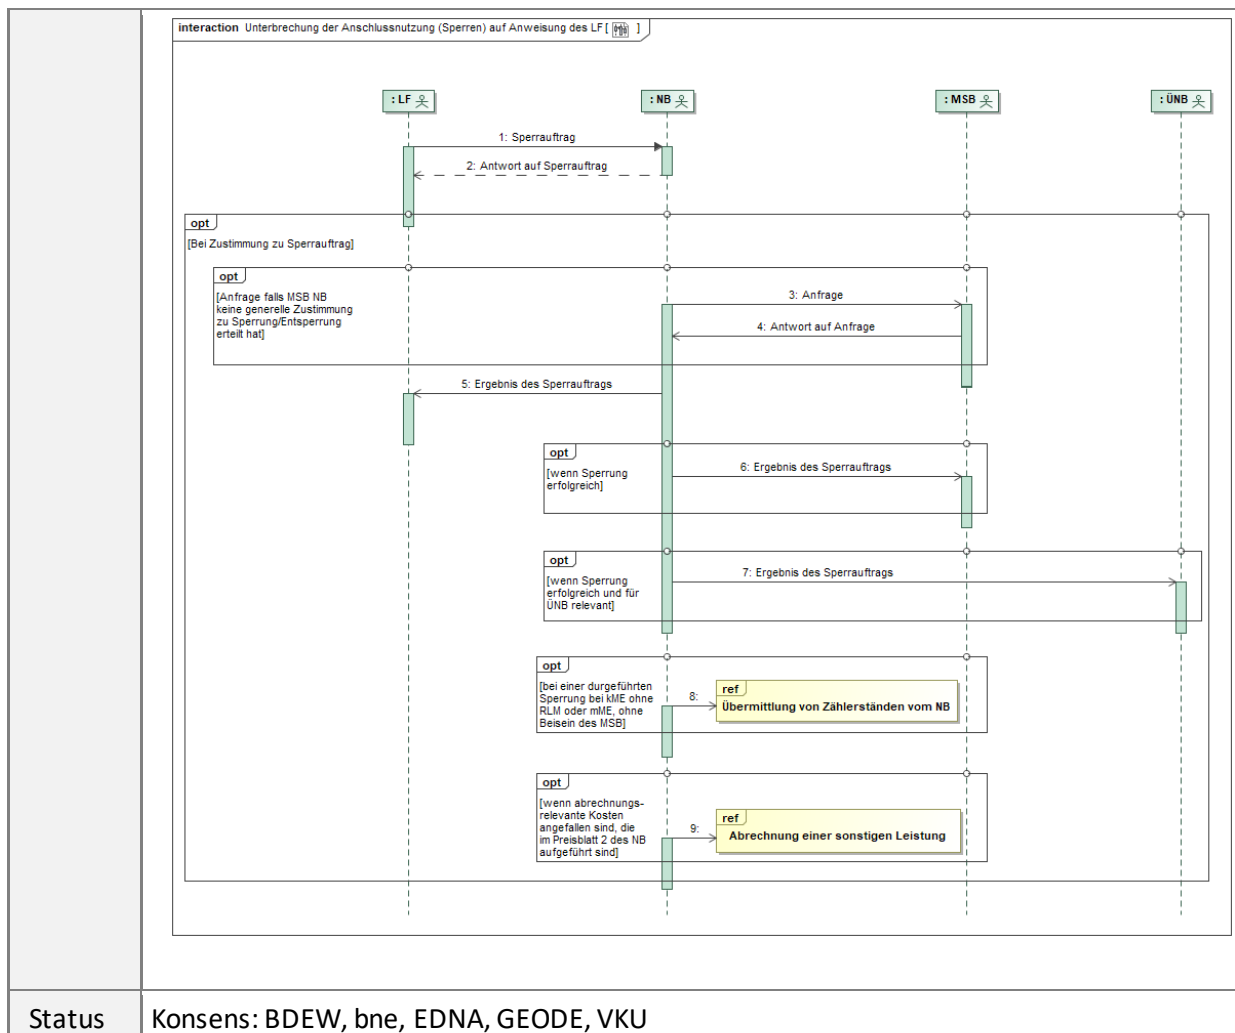 interaction Unterbrechung der Anschlussnutzung (Sperren) auf Anweisung des LF [ ]
: LF
: NB
: MSB
: ÜNB
1: Sperrauftrag
2: Antwort auf Sperrauftrag
opt
[Bei Zustimmung zu Sperrauftrag]
opt
[Anfrage falls MSB NB
keine generelle Zustimmung
zu Sperrung/Entsperrung
erteilt hat]
3: Anfrage
4: Antwort auf Anfrage
5: Ergebnis des Sperrauftrags
opt
[wenn Sperrung
erfolgreich]
6: Ergebnis des Sperrauftrags
opt
[wenn Sperrung
erfolgreich und für
ÜNB relevant]
7: Ergebnis des Sperrauftrags
opt
[bei einer durgeführten
Sperrung bei kME ohne
RLM oder mME, ohne
Beisein des MSB]
8:
ref
Übermittlung von Zählerständen vom NB
opt
[wenn abrechnungs-
relevante Kosten
angefallen sind, die
im Preisblatt 2 des NB
aufgeführt sind]
9:
ref
Abrechnung einer sonstigen Leistung
Status
Konsens: BDEW, bne, EDNA, GEODE, VKU